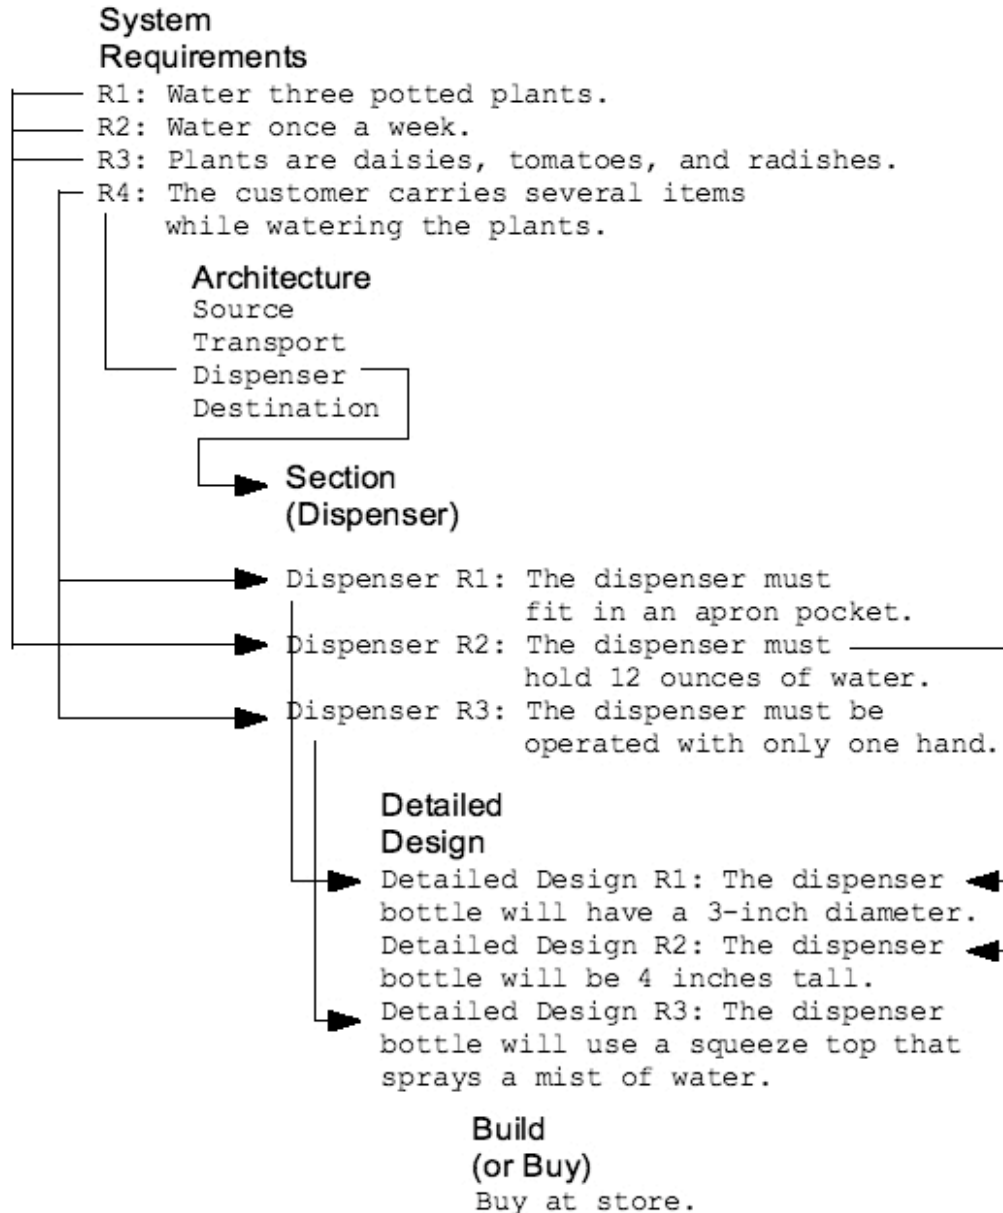 System
Requirements
R1: Water three potted plants.
R2: Water once a week.
R3: Plants are daisies, tomatoes, and radishes.
R4: The customer carries several items
while watering the plants.
Architecture
Source
Transport
Dispenser
Destination
Section
(Dispenser)
Dispenser R1: The dispenser must
fit in an apron pocket.
Dispenser R2: The dispenser must
hold 12 ounces of water.
Dispenser R3: The dispenser must be
operated with only one hand.
Detailed
Design
Detailed Design R1: The dispenser
bottle will have a 3-inch diameter.
Detailed Design R2: The dispenser
bottle will be 4 inches tall.
Detailed Design R3: The dispenser
bottle will use a squeeze top that
sprays a mist of water.
Build
(or Buy)
Buy at store.